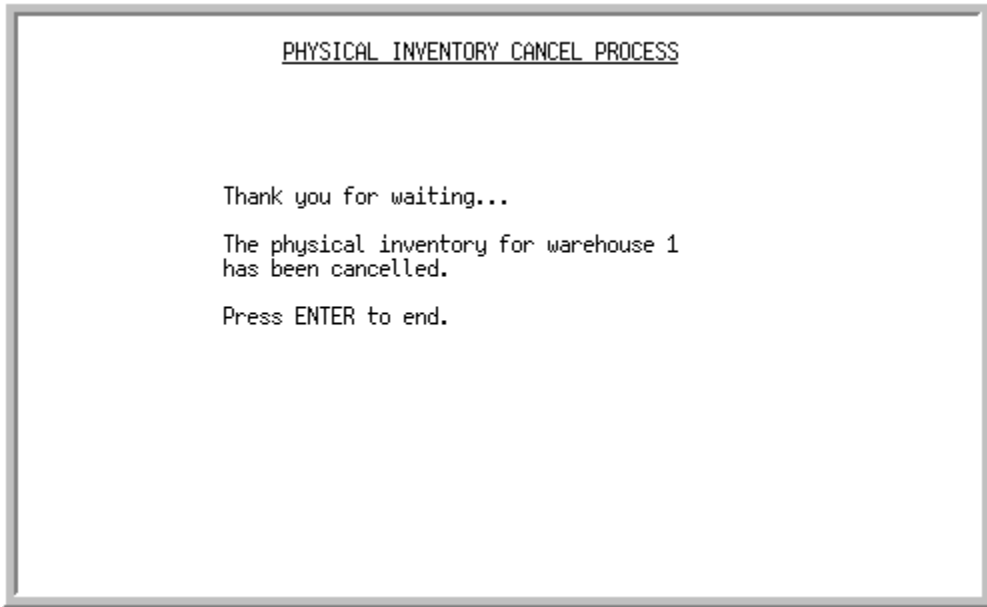 PHYSICAL INVENTORY CANCEL PROCESS
Thank you for waiting...
The physical inventory for warehouse 1
has been cancelled.
Press ENTER to end.